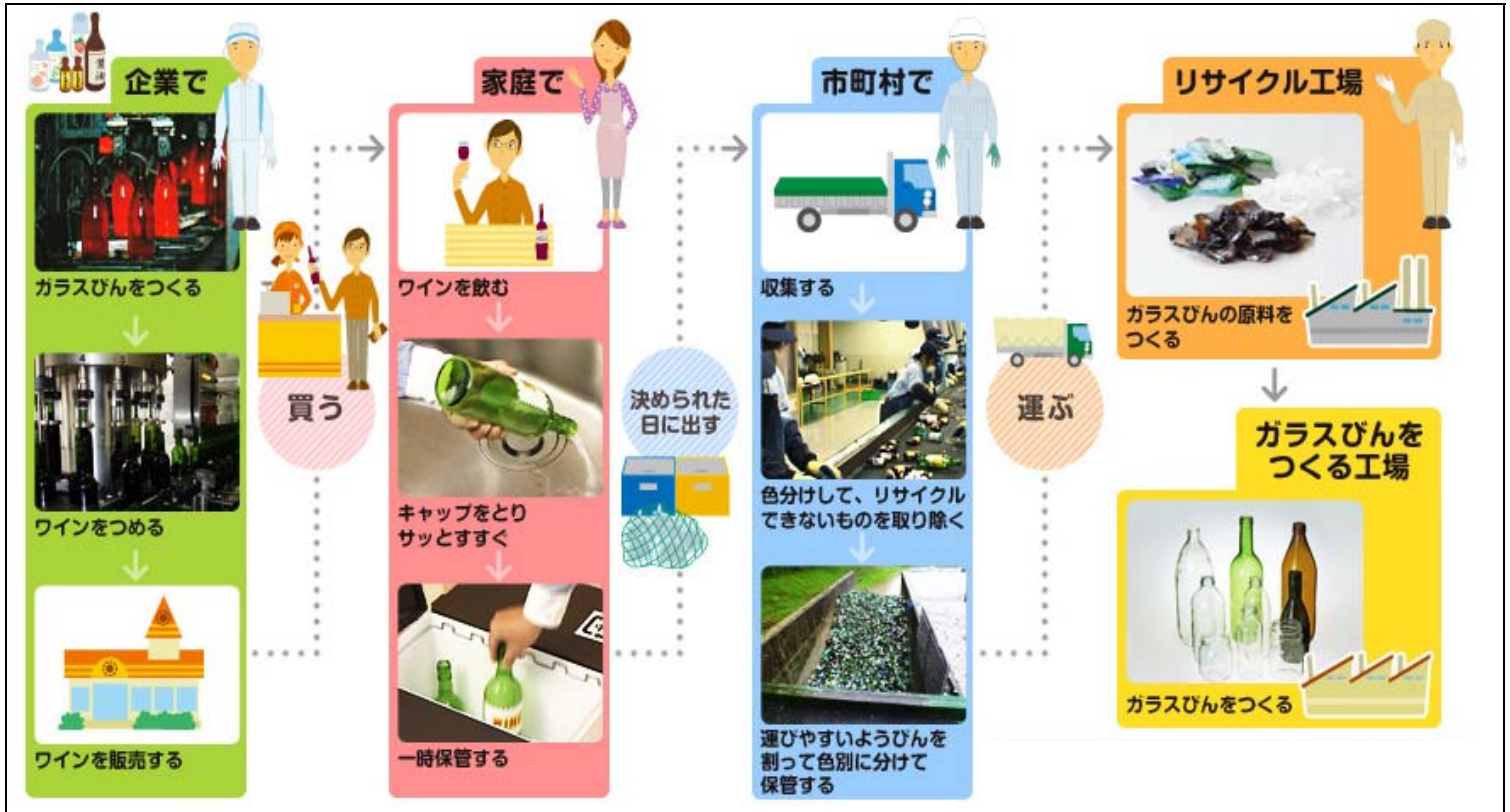 企業で
ガラスびんをつくる
ワインをつめる
ワインを販売する
買う
家庭で
ワインを飲む
キャップをとり
サッとすすぐ
一時保管する
決められた
日に出す
市町村で
収集する
色分けして、リサイクル
できないものを取り除く
運びやすいようびんを
割って色別に分けて
保管する
運ぶ
リサイクル工場
ガラスびんの原料を
つくる
ガラスびんを
つくる工場
ガラスびんをつくる